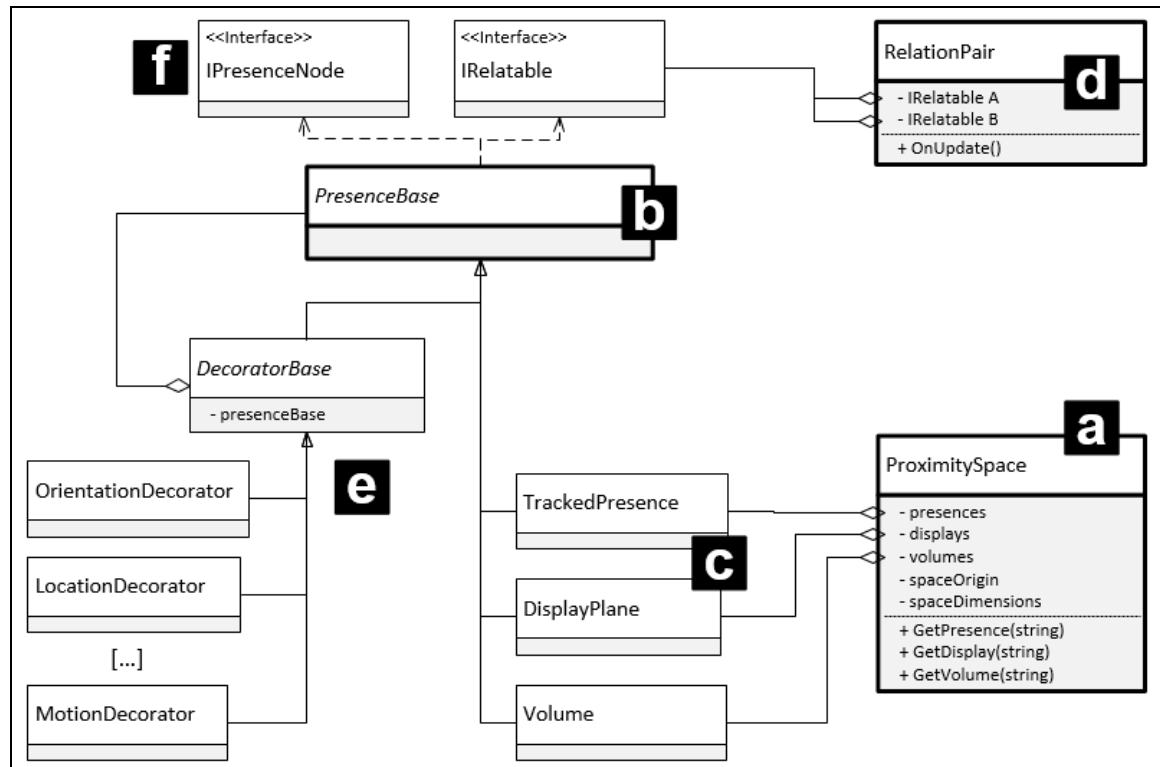 f
<<Interface>>
IPresenceNode
<<Interface>>
IRelatable
RelationPair
d
- IRelatable A
- IRelatable B
+ OnUpdate()
PresenceBase
b
DecoratorBase
- presenceBase
e
OrientationDecorator
LocationDecorator
[...]
MotionDecorator
TrackedPresence
c
DisplayPlane
Volume
a
ProximitySpace
- presences
- displays
- volumes
- spaceOrigin
- spaceDimensions
+ GetPresence(string)
+ GetDisplay(string)
+ GetVolume(string)